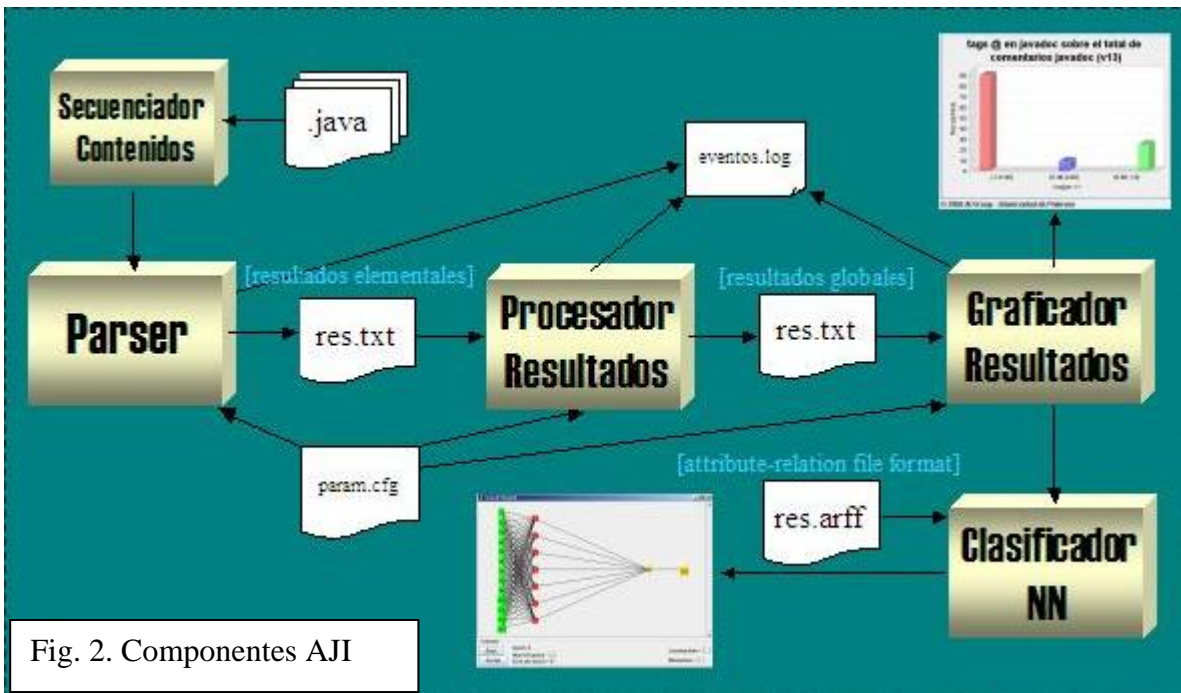 tags @ en javadoc sobre el total de
comentarios javadoc (v13)
Secuenciador
Contenidos
.java
eventos.log
[resultados elementales]
[resultados globales]
Parser
res.txt
Procesador
Resultados
res.txt
Graficador
Resultados
param.cfg
[attribute-relation file format]
res.arff
Clasificador
NN
Fig. 2. Componentes AJI